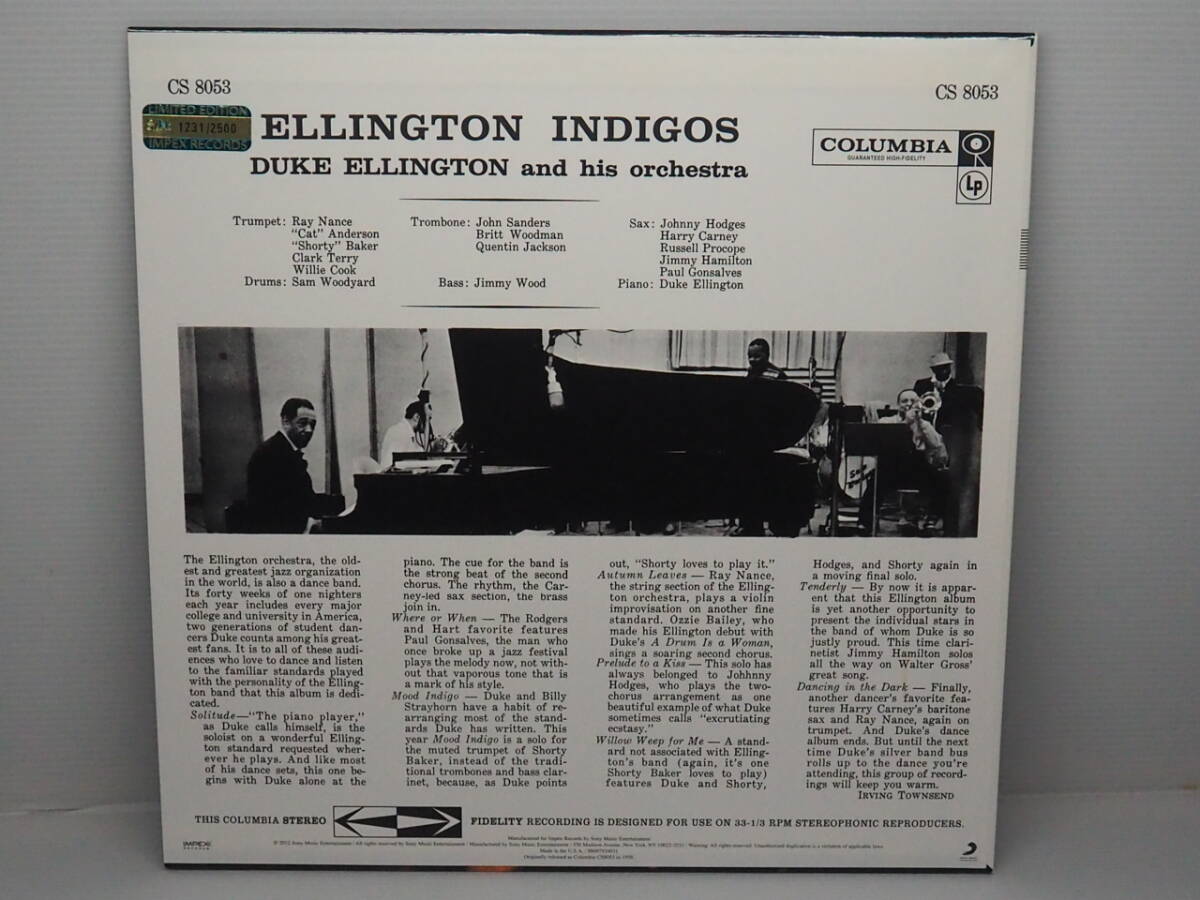 CS 8053
CS 8053
LIMITED EDITION
1231/2500
IMPEX RECORDS
ELLINGTON INDIGOS
DUKE ELLINGTON and his orchestra
COLUMBIA
GUARANTEED HIGH-FIDELITY
Lp
Trumpet: Ray Nance
"Cat" Anderson
"Shorty" Baker
Clark Terry
Willie Cook
Drums: Sam Woodyard
Trombone: John Sanders
Britt Woodman
Quentin Jackson
Bass: Jimmy Wood
Sax: Johnny Hodges
Harry Carney
Russell Procope
Jimmy Hamilton
Paul Gonsalves
Piano: Duke Ellington
The Ellington orchestra, the old-
est and greatest jazz organization
in the world, is also a dance band.
Its forty weeks of one nighters
each year includes every major
college and university in America,
two generations of student dan-
cers Duke counts among his great-
est fans. It is to all of these audi-
ences who love to dance and listen
to the familiar standards played
with the personality of the Elling-
ton band that this album is dedi-
cated.
Solitude—"The piano player,"
as Duke calls himself, is the
soloist on a wonderful Elling-
ton standard requested wher-
ever he plays. And like most
of his dance sets, this one be-
gins with Duke alone at the
piano. The cue for the band is
the strong beat of the second
chorus. The rhythm, the Car-
ney-led sax section, the brass
join in.
Where or When — The Rodgers
and Hart favorite features
Paul Gonsalves, the man who
once broke up a jazz festival
plays the melody now, not with-
out that vaporous tone that is
a mark of his style.
Mood Indigo — Duke and Billy
Strayhorn have a habit of re-
arranging most of the stand-
ards Duke has written. This
year Mood Indigo is a solo for
the muted trumpet of Shorty
Baker, instead of the tradi-
tional trombones and bass clar-
inet, because, as Duke points
out, "Shorty loves to play it."
Autumn Leaves — Ray Nance,
the string section of the Elling-
ton orchestra, plays a violin
improvisation on another fine
standard. Ozzie Bailey, who
made his Ellington debut with
Duke's A Drum Is a Woman,
sings a soaring second chorus.
Prelude to a Kiss — This solo has
always belonged to Johhnny
Hodges, who plays the two-
chorus arrangement as one
beautiful example of what Duke
sometimes calls "excrutiating
ecstasy."
Willow Weep for Me — A stand-
ard not associated with Elling-
ton's band (again, it's one
Shorty Baker loves to play)
features Duke and Shorty,
Hodges, and Shorty again in
a moving final solo.
Tenderly — By now it is appar-
ent that this Ellington album
is yet another opportunity to
present the individual stars in
the band of whom Duke is so
justly proud. This time clari-
netist Jimmy Hamilton solos
all the way on Walter Gross'
great song.
Dancing in the Dark — Finally,
another dancer's favorite fea-
tures Harry Carney's baritone
sax and Ray Nance, again on
trumpet. And Duke's dance
album ends. But until the next
time Duke's silver band bus
rolls up to the dance you're
attending, this group of record-
ings will keep you warm.
IRVING TOWNSEND
THIS COLUMBIA STEREO FIDELITY RECORDING IS DESIGNED FOR USE ON 33-1/3 RPM STEREOPHONIC REPRODUCERS.
IMPEX
RECORDS
Manufactured for Impex Records by Sony Music Entertainment
Made in the U.S.A.
Originally released as Columbia CS8053 in 1958.